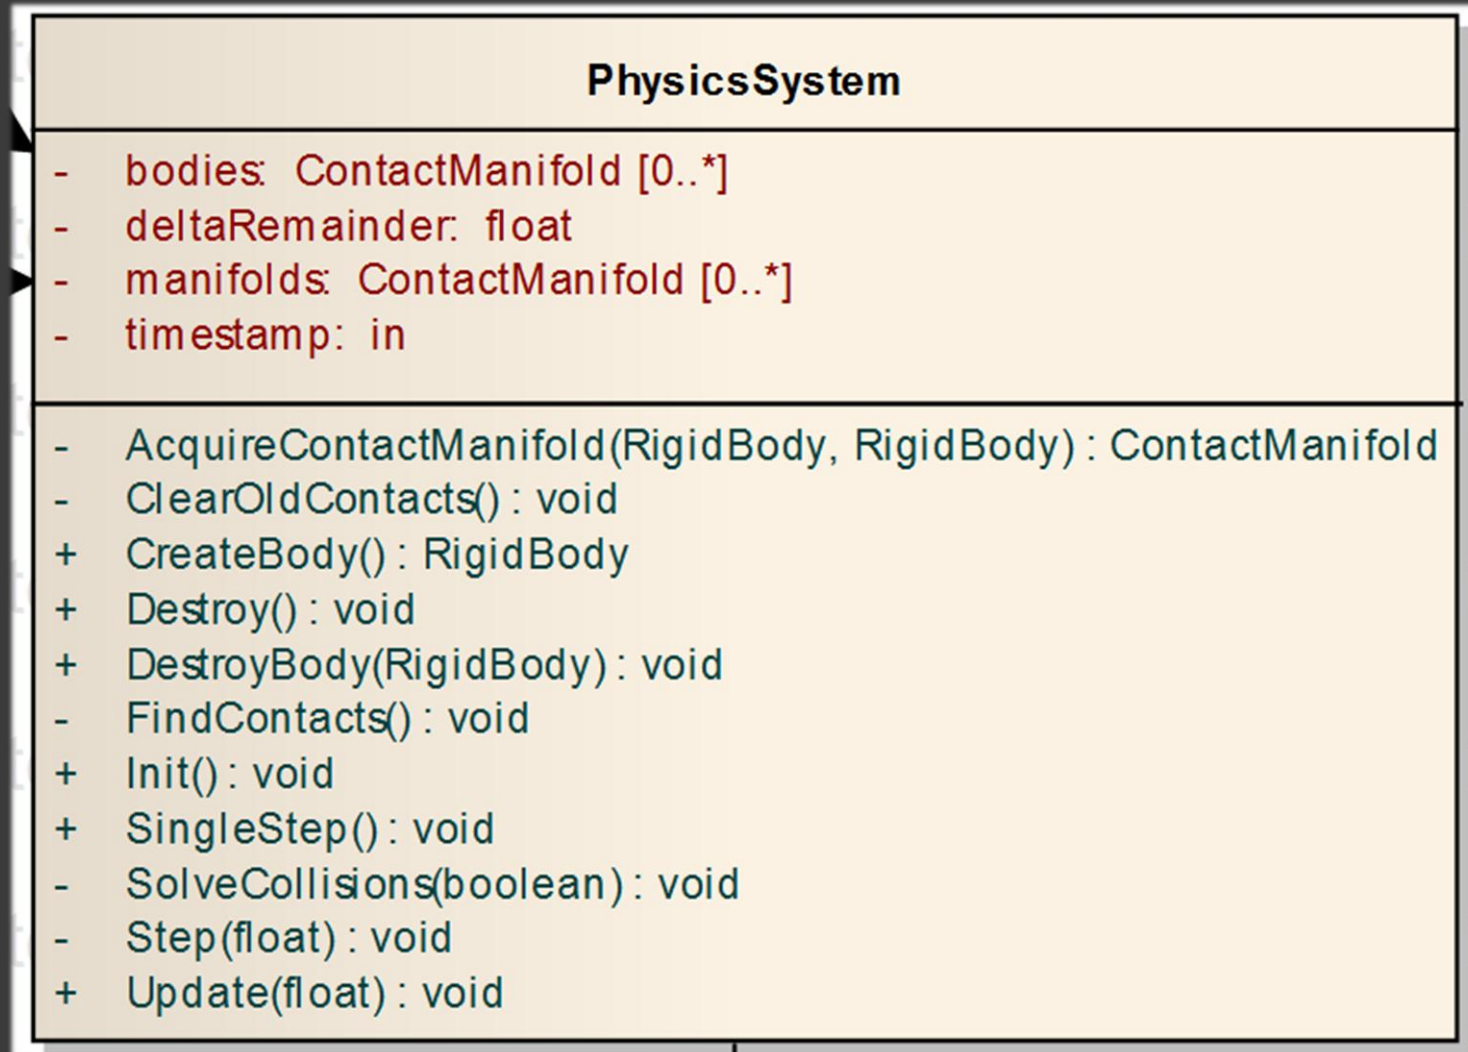 PhysicsSystem
- bodies: ContactManifold [0..*]
- deltaRemainder: float
- manifolds: ContactManifold [0..*]
- timestamp: in
- AcquireContactManifold(RigidBody, RigidBody) : ContactManifold
- ClearOldContacts() : void
+ CreateBody() : RigidBody
+ Destroy() : void
+ DestroyBody(RigidBody) : void
- FindContacts() : void
+ Init() : void
+ SingleStep() : void
- SolveCollisions(boolean) : void
- Step(float) : void
+ Update(float) : void